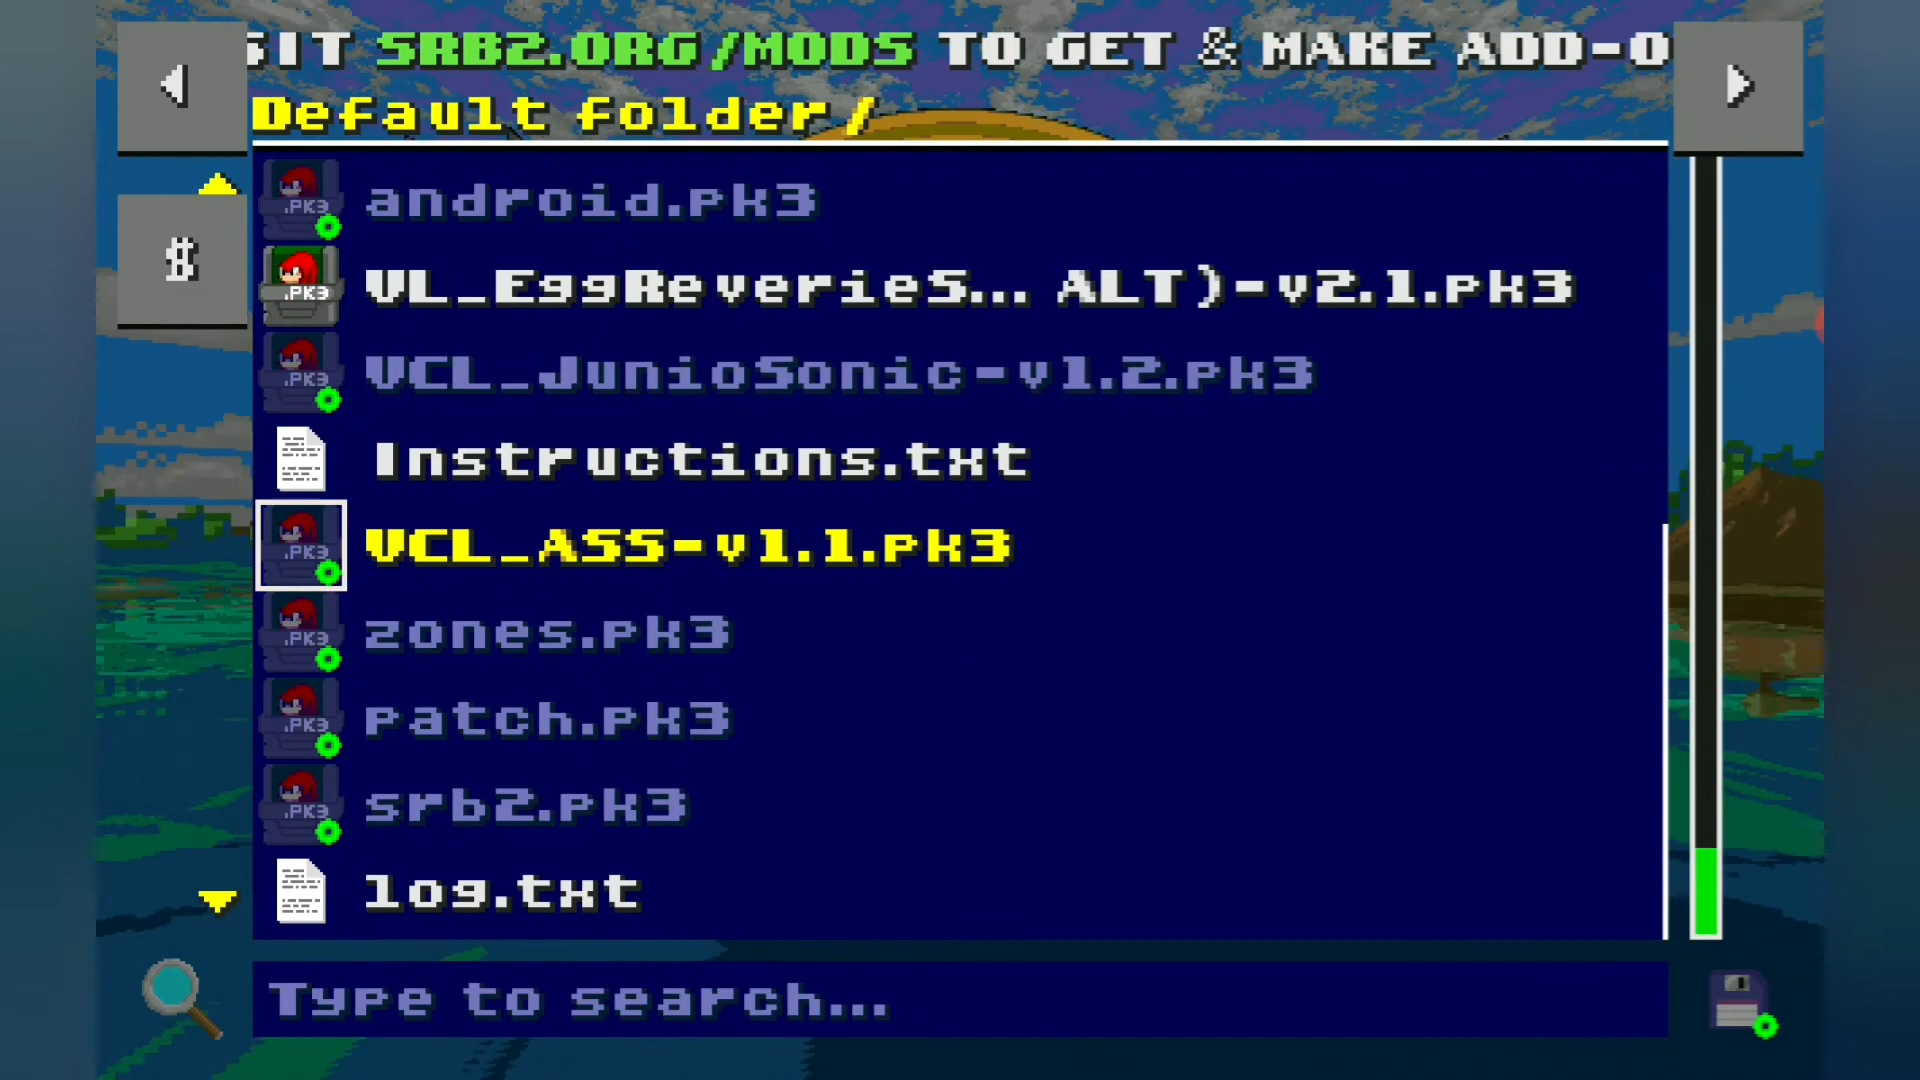 SIT SRB2.ORG/MODS TO GET & MAKE ADD-O
Default folder/
.PK3 android.pk3
.PK3 VL_EggReverieS... ALT)-v2.1.pk3
.PK3 VCL_JunioSonic-v1.2.pk3
Instructions.txt
.PK3 VCL_ASS-v1.1.pk3
.PK3 zones.pk3
.PK3 patch.pk3
.PK3 srb2.pk3
log.txt
Type to search...
$